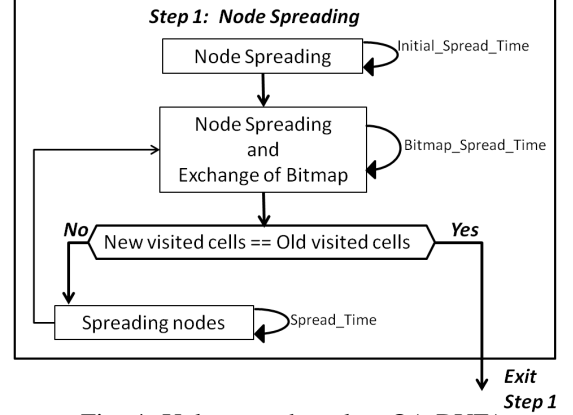 Step 1: Node Spreading
Node Spreading
Initial_Spread_Time
Node Spreading
and
Exchange of Bitmap
Bitmap_Spread_Time
No
Yes
New visited cells == Old visited cells
Spreading nodes
Spread_Time
Exit
Step 1